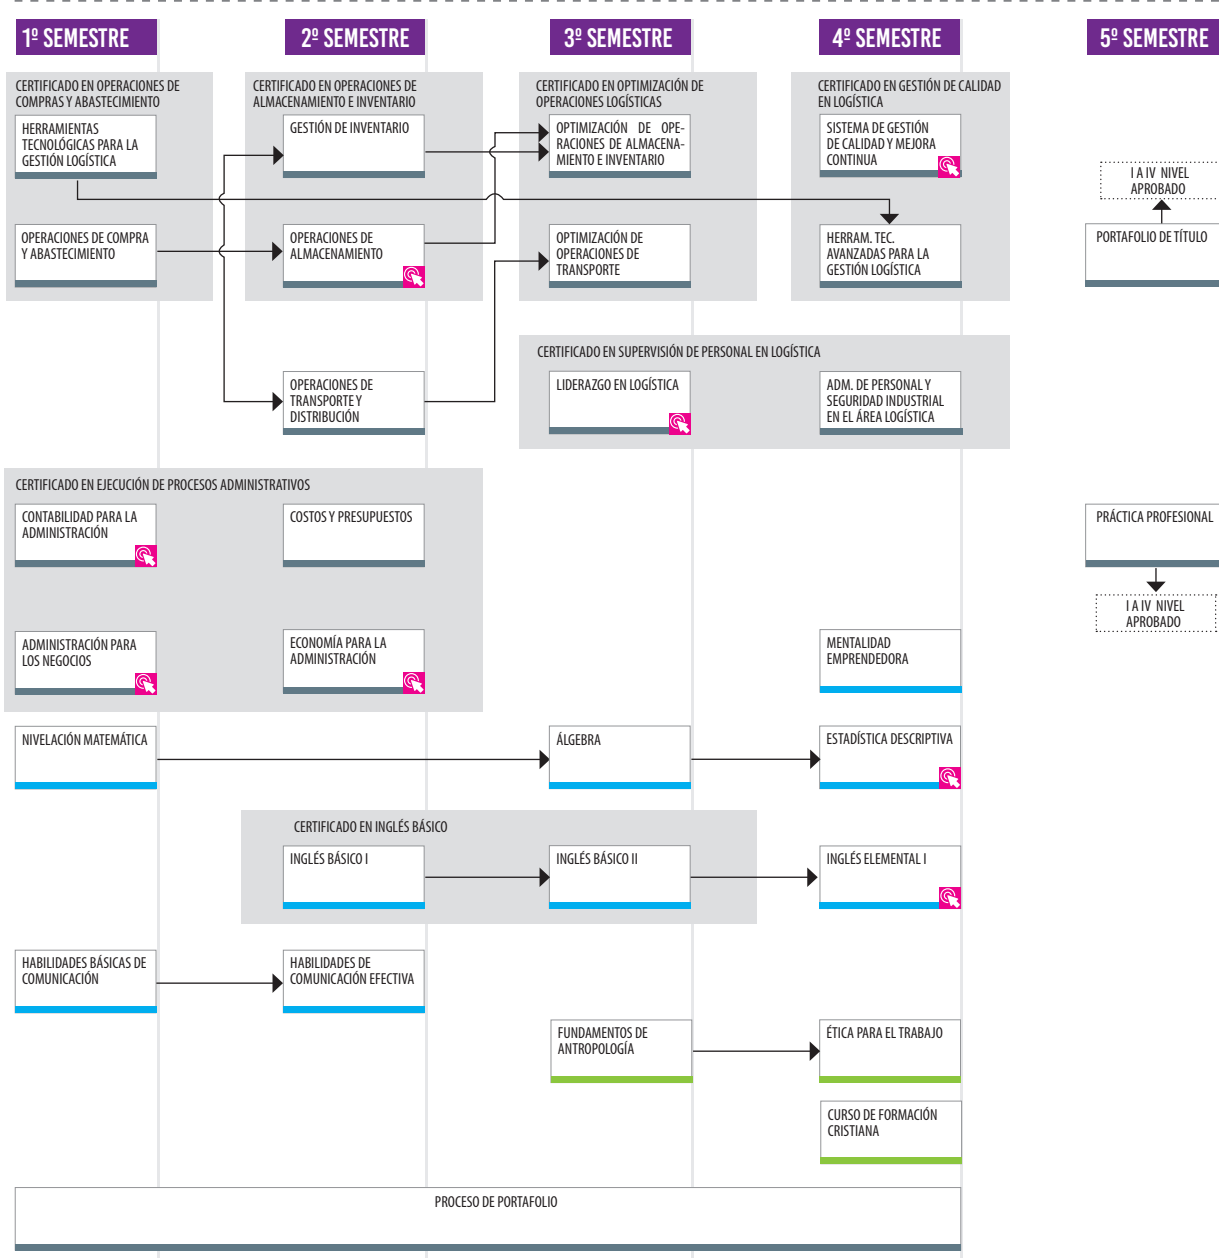 1º SEMESTRE
2º SEMESTRE
3º SEMESTRE
4º SEMESTRE
5º SEMESTRE
CERTIFICADO EN OPERACIONES DE
COMPRAS Y ABASTECIMIENTO
CERTIFICADO EN OPERACIONES DE
ALMACENAMIENTO E INVENTARIO
CERTIFICADO EN OPTIMIZACIÓN DE
OPERACIONES LOGÍSTICAS
CERTIFICADO EN GESTIÓN DE CALIDAD
EN LOGÍSTICA
HERRAMIENTAS
TECNOLÓGICAS PARA LA
GESTIÓN LOGÍSTICA
GESTIÓN DE INVENTARIO
OPTIMIZACIÓN DE OPE-
RACIONES DE ALMACENA-
MIENTO E INVENTARIO
SISTEMA DE GESTIÓN
DE CALIDAD Y MEJORA
CONTINUA
I A IV NIVEL
APROBADO
OPERACIONES DE COMPRA
Y ABASTECIMIENTO
OPERACIONES DE
ALMACENAMIENTO
OPTIMIZACIÓN DE
OPERACIONES DE
TRANSPORTE
HERRAM. TEC.
AVANZADAS PARA LA
GESTIÓN LOGÍSTICA
PORTAFOLIO DE TÍTULO
CERTIFICADO EN SUPERVISIÓN DE PERSONAL EN LOGÍSTICA
OPERACIONES DE
TRANSPORTE Y
DISTRIBUCIÓN
LIDERAZGO EN LOGÍSTICA
ADM. DE PERSONAL Y
SEGURIDAD INDUSTRIAL
EN EL ÁREA LOGÍSTICA
CERTIFICADO EN EJECUCIÓN DE PROCESOS ADMINISTRATIVOS
CONTABILIDAD PARA LA
ADMINISTRACIÓN
COSTOS Y PRESUPUESTOS
PRÁCTICA PROFESIONAL
I A IV NIVEL
APROBADO
ADMINISTRACIÓN PARA
LOS NEGOCIOS
ECONOMÍA PARA LA
ADMINISTRACIÓN
MENTALIDAD
EMPRENDEDORA
NIVELACIÓN MATEMÁTICA
ÁLGEBRA
ESTADÍSTICA DESCRIPTIVA
CERTIFICADO EN INGLÉS BÁSICO
INGLÉS BÁSICO I
INGLÉS BÁSICO II
INGLÉS ELEMENTAL I
HABILIDADES BÁSICAS DE
COMUNICACIÓN
HABILIDADES DE
COMUNICACIÓN EFECTIVA
FUNDAMENTOS DE
ANTROPOLOGÍA
ÉTICA PARA EL TRABAJO
CURSO DE FORMACIÓN
CRISTIANA
PROCESO DE PORTAFOLIO